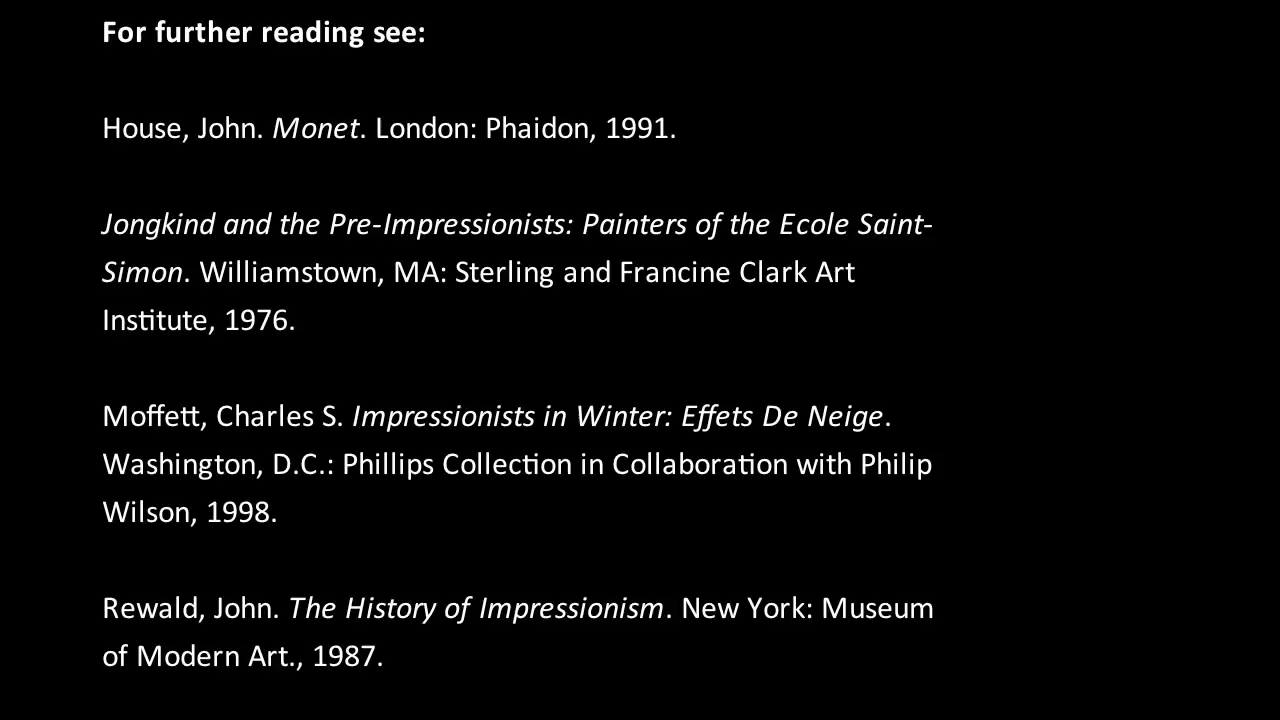 For further reading see:
House, John. Monet. London: Phaidon, 1991.
Jongkind and the Pre-Impressionists: Painters of the Ecole Saint-
Simon. Williamstown, MA: Sterling and Francine Clark Art
Institute, 1976.
Moffett, Charles S. Impressionists in Winter: Effets De Neige.
Washington, D.C.: Phillips Collection in Collaboration with Philip
Wilson, 1998.
Rewald, John. The History of Impressionism. New York: Museum
of Modern Art., 1987.